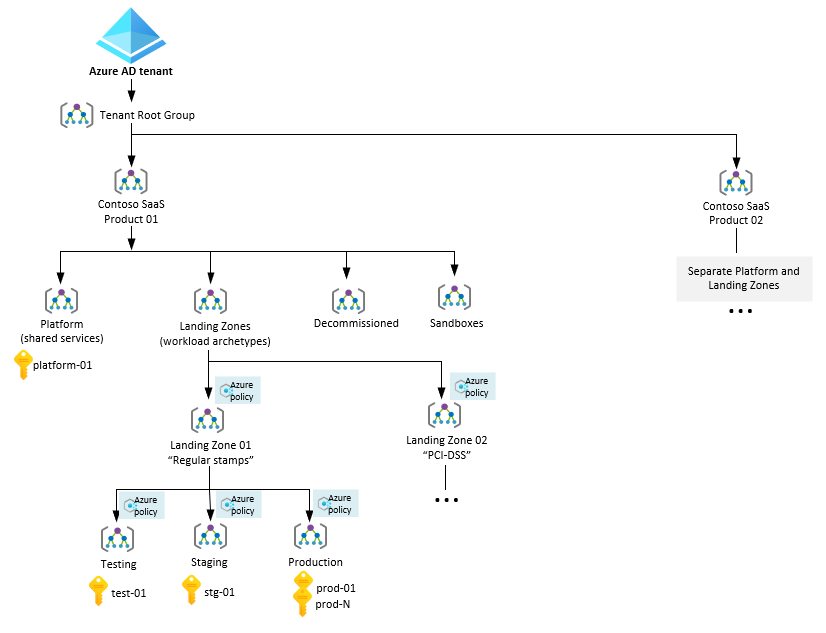 Azure AD tenant
Tenant Root Group
Contoso SaaS
Product 01
Contoso SaaS
Product 02
Separate Platform and
Landing Zones
Platform
(shared services)
platform-01
Landing Zones
(workload archetypes)
Decommissioned
Sandboxes
Azure
policy
Landing Zone 01
“Regular stamps”
Azure
policy
Landing Zone 02
“PCI-DSS”
Azure
policy
Testing
test-01
Azure
policy
Staging
stg-01
Azure
policy
Production
prod-01
prod-N